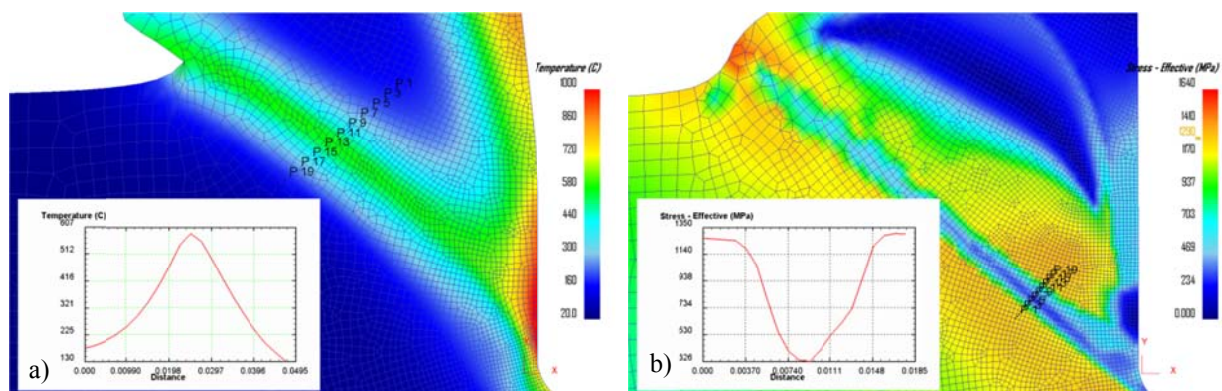 Temperature (C)
1000
860
720
580
440
300
160
20.0
X
P 1
P 3
P 5
P 7
P 9
P 11
P 13
P 15
P 17
P 19
Temperature (C)
607
512
416
321
225
130
0.000 0.00990 0.0198 0.0297 0.0396 0.0495
Distance
a)
Stress - Effective (MPa)
1640
1410
1290
1170
937
703
469
234
0.000
Y
X
Stress - Effective (MPa)
1350
1140
938
734
530
326
0.000 0.00370 0.00740 0.0111 0.0148 0.0185
Distance
b)